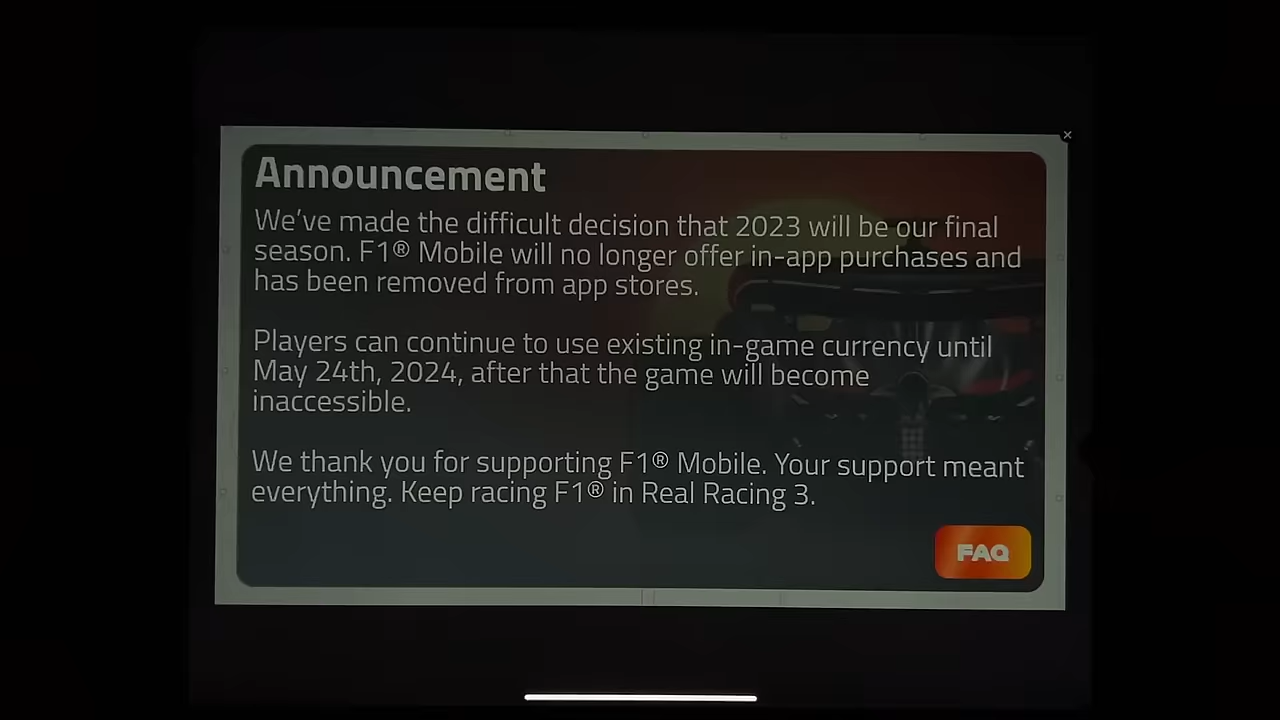 Announcement
We’ve made the difficult decision that 2023 will be our final
season. F1® Mobile will no longer offer in-app purchases and
has been removed from app stores.
Players can continue to use existing in-game currency until
May 24th, 2024, after that the game will become
inaccessible.
We thank you for supporting F1® Mobile. Your support meant
everything. Keep racing F1® in Real Racing 3.
FAQ